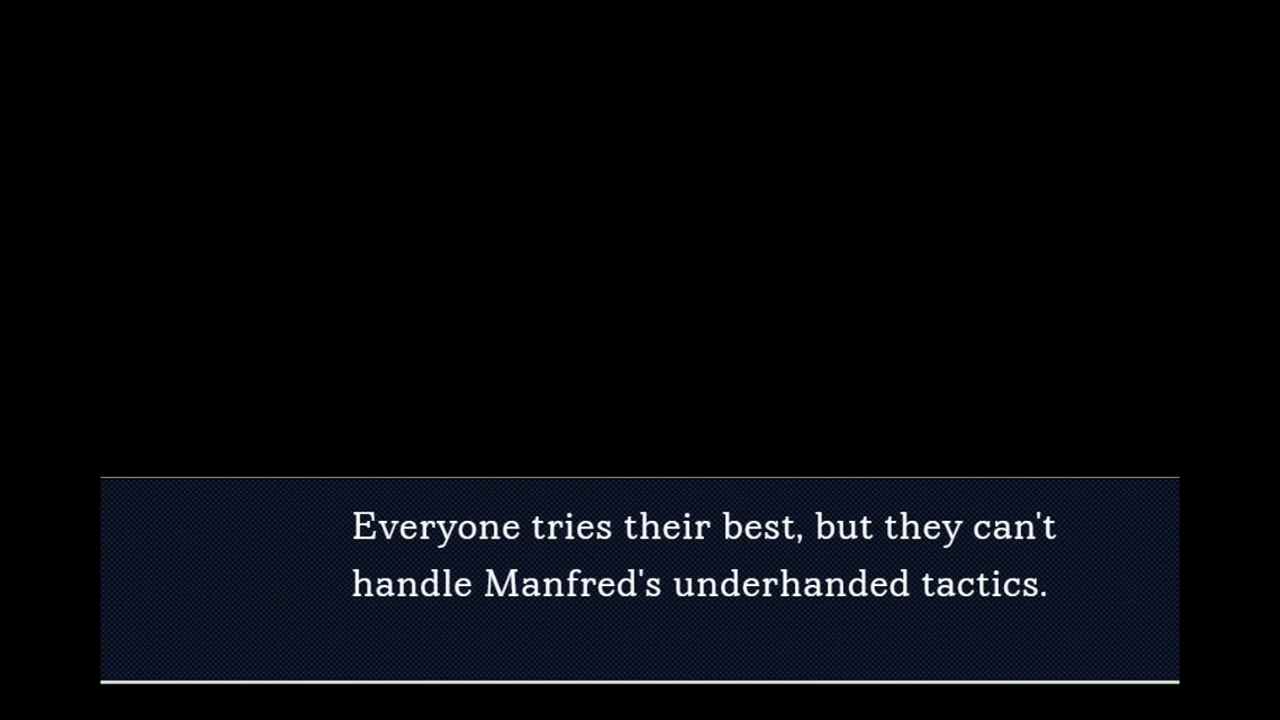 Everyone tries their best, but they can't
handle Manfred's underhanded tactics.